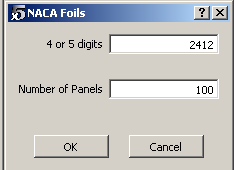 NACA Foils
4 or 5 digits 2412
Number of Panels 100
OK Cancel